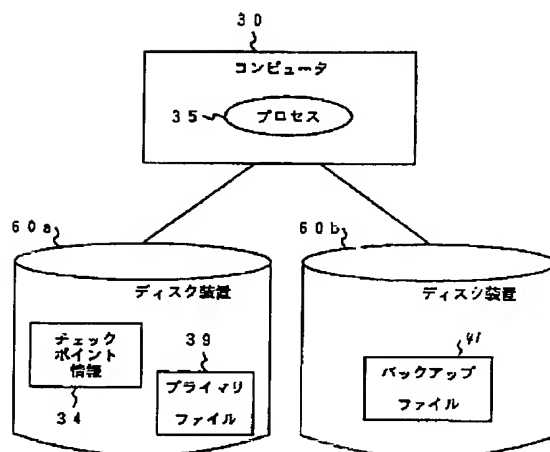 30
コンピュータ
35
プロセス
60a
60b
ディスク装置
ディスク装置
チェック
ポイント
情報
34
39
プライマリ
ファイル
41
バックアップ
ファイル